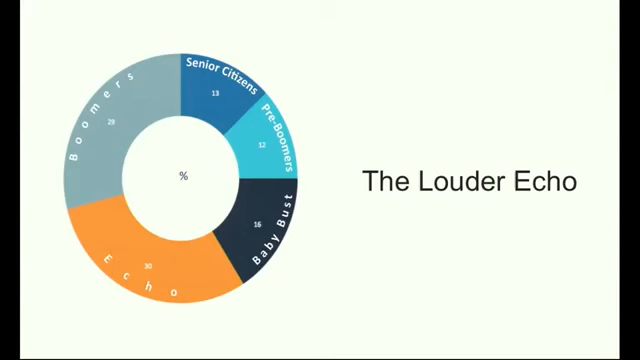 Senior Citizens
13
Pre-Boomers
12
Baby Bust
16
Echo
30
Boomers
29
%
The Louder Echo